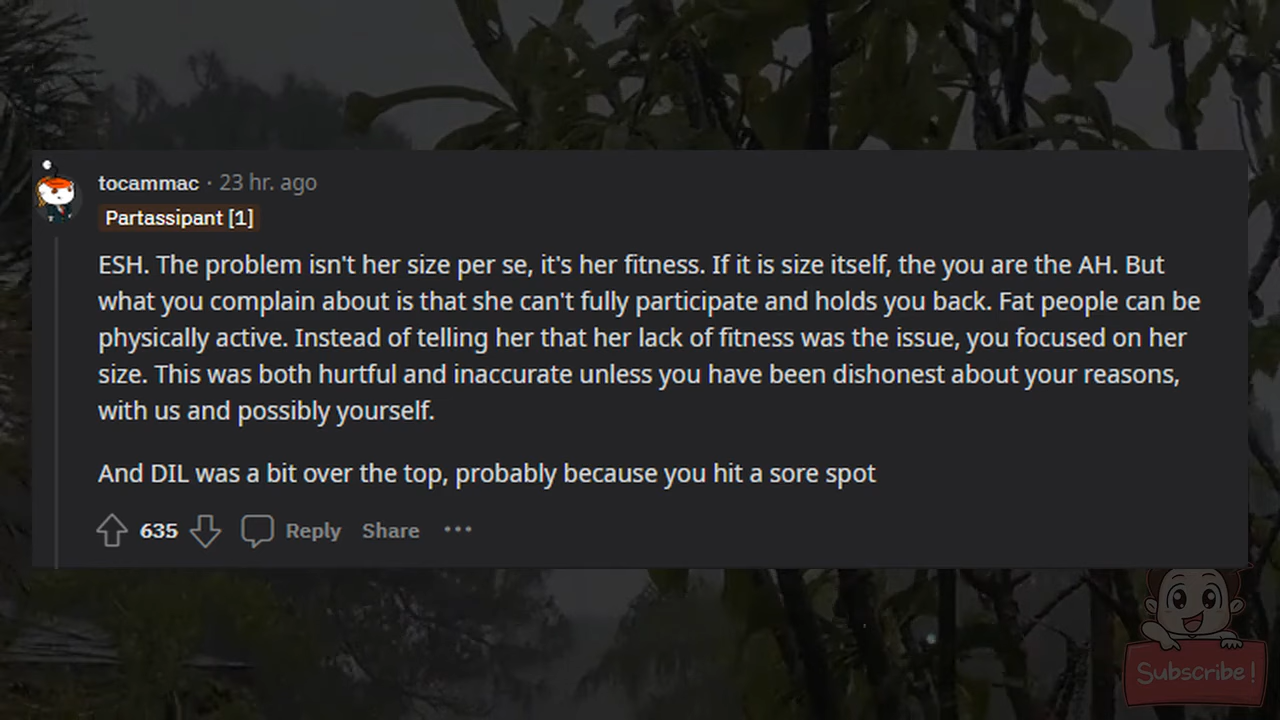 tocammac · 23 hr. ago
Partassipant [1]
ESH. The problem isn't her size per se, it's her fitness. If it is size itself, the you are the AH. But
what you complain about is that she can't fully participate and holds you back. Fat people can be
physically active. Instead of telling her that her lack of fitness was the issue, you focused on her
size. This was both hurtful and inaccurate unless you have been dishonest about your reasons,
with us and possibly yourself.
And DIL was a bit over the top, probably because you hit a sore spot
635 Reply Share ···
Subscribe!